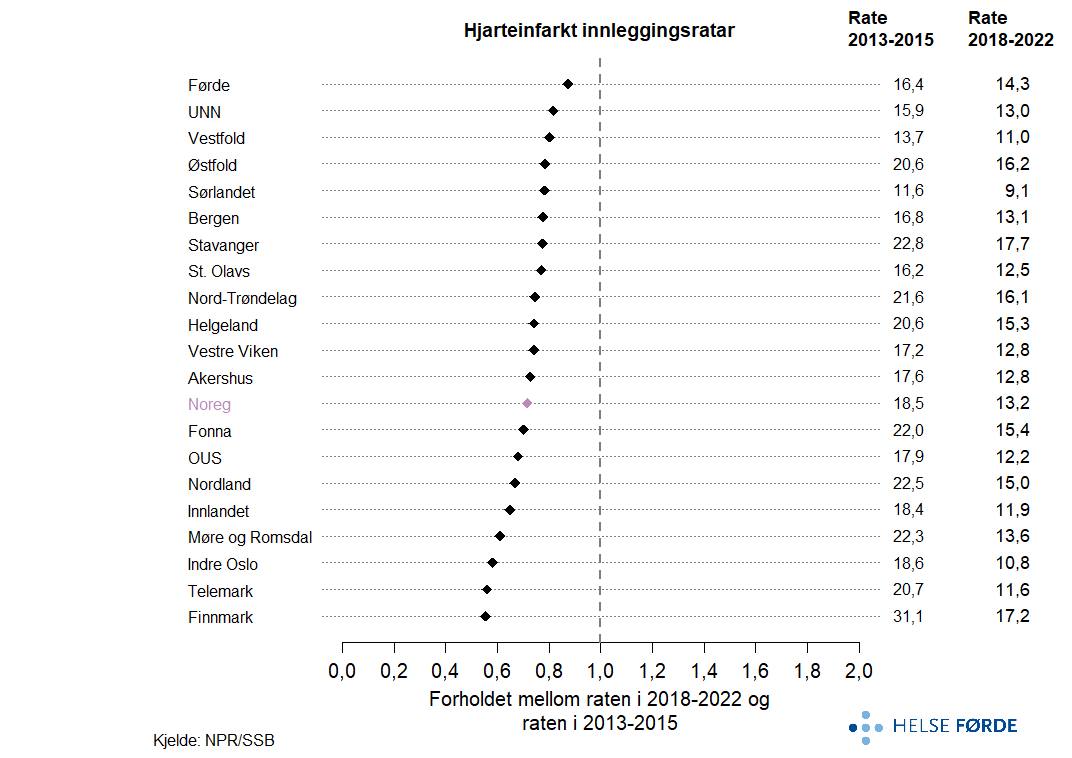 Hjarteinfarkt innleggingsratar
Rate
2013-2015
Rate
2018-2022
Førde 16,4 14,3
UNN 15,9 13,0
Vestfold 13,7 11,0
Østfold 20,6 16,2
Sørlandet 11,6 9,1
Bergen 16,8 13,1
Stavanger 22,8 17,7
St. Olavs 16,2 12,5
Nord-Trøndelag 21,6 16,1
Helgeland 20,6 15,3
Vestre Viken 17,2 12,8
Akershus 17,6 12,8
Noreg 18,5 13,2
Fonna 22,0 15,4
OUS 17,9 12,2
Nordland 22,5 15,0
Innlandet 18,4 11,9
Møre og Romsdal 22,3 13,6
Indre Oslo 18,6 10,8
Telemark 20,7 11,6
Finnmark 31,1 17,2
0,0 0,2 0,4 0,6 0,8 1,0 1,2 1,4 1,6 1,8 2,0
Forholdet mellom raten i 2018-2022 og
raten i 2013-2015
Kjelde: NPR/SSB
HELSE FØRDE